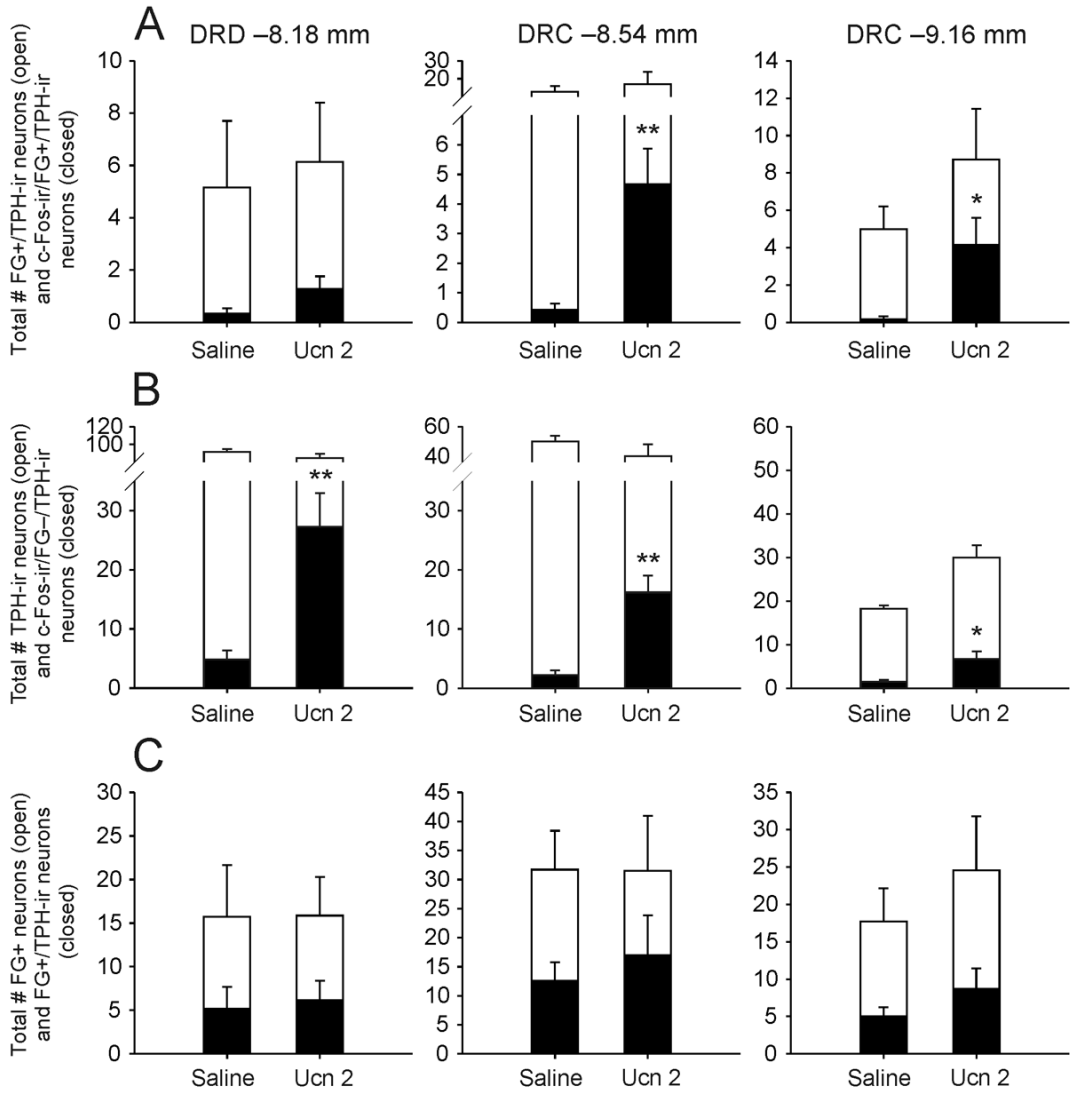 A
DRD –8.18 mm
DRC –8.54 mm
DRC –9.16 mm
Total # FG+/TPH-ir neurons (open)
and c-Fos-ir/FG+/TPH-ir
neurons (closed)
10
8
6
4
2
0
Saline
Ucn 2
30
20
6
5
4
3
2
1
0
**
Saline
Ucn 2
14
12
10
8
6
4
2
0
*
Saline
Ucn 2
B
Total # TPH-ir neurons (open)
and c-Fos-ir/FG–/TPH-ir
neurons (closed)
120
100
30
20
10
0
**
Saline
Ucn 2
60
40
30
20
10
0
**
Saline
Ucn 2
60
50
40
30
20
10
0
*
Saline
Ucn 2
C
Total # FG+ neurons (open)
and FG+/TPH-ir neurons
(closed)
30
25
20
15
10
5
0
Saline
Ucn 2
45
40
35
30
25
20
15
10
5
0
Saline
Ucn 2
35
30
25
20
15
10
5
0
Saline
Ucn 2